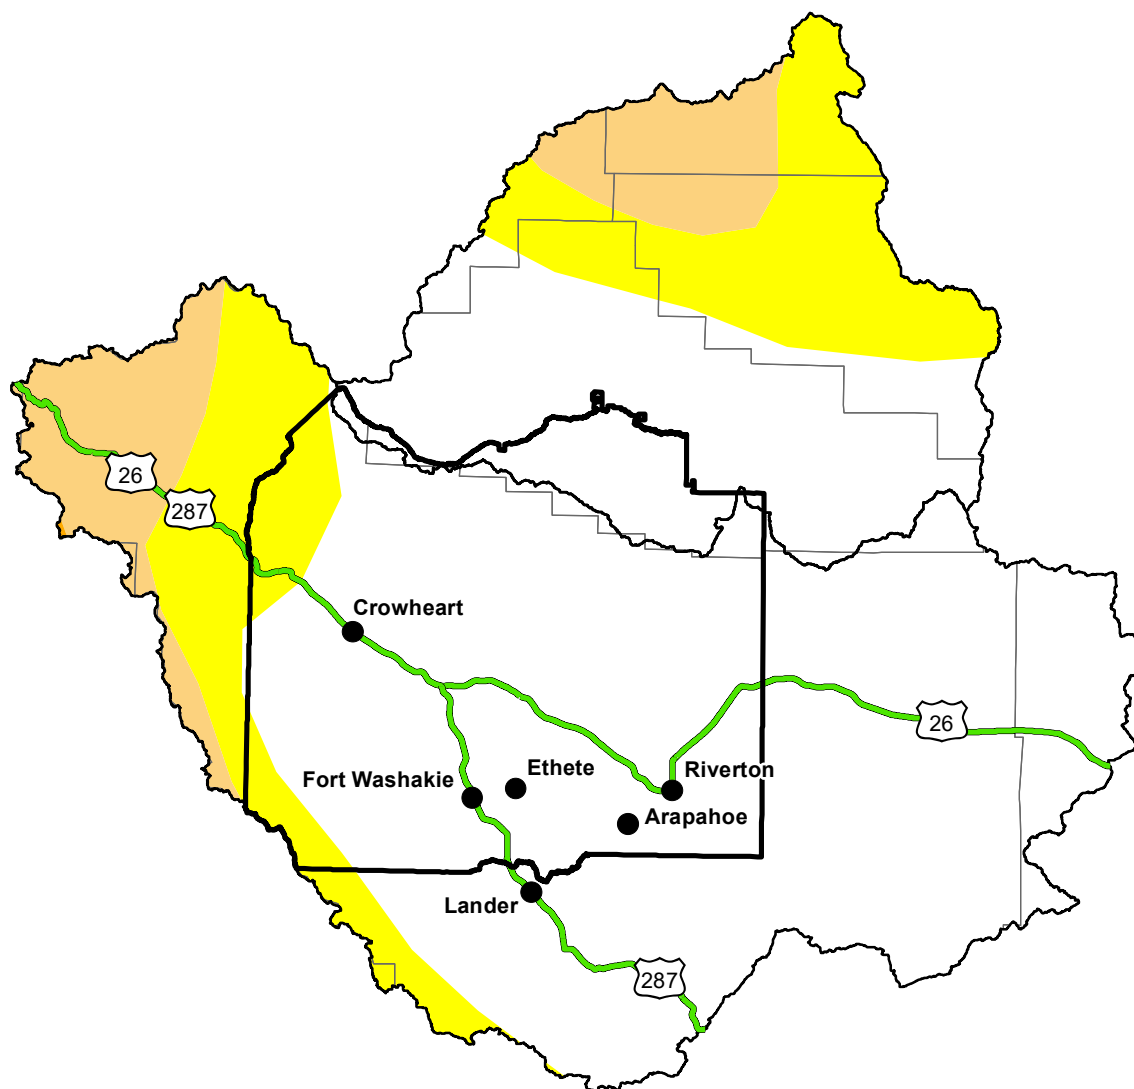 26
287
Crowheart
26
Ethete
Riverton
Fort Washakie
Arapahoe
Lander
287